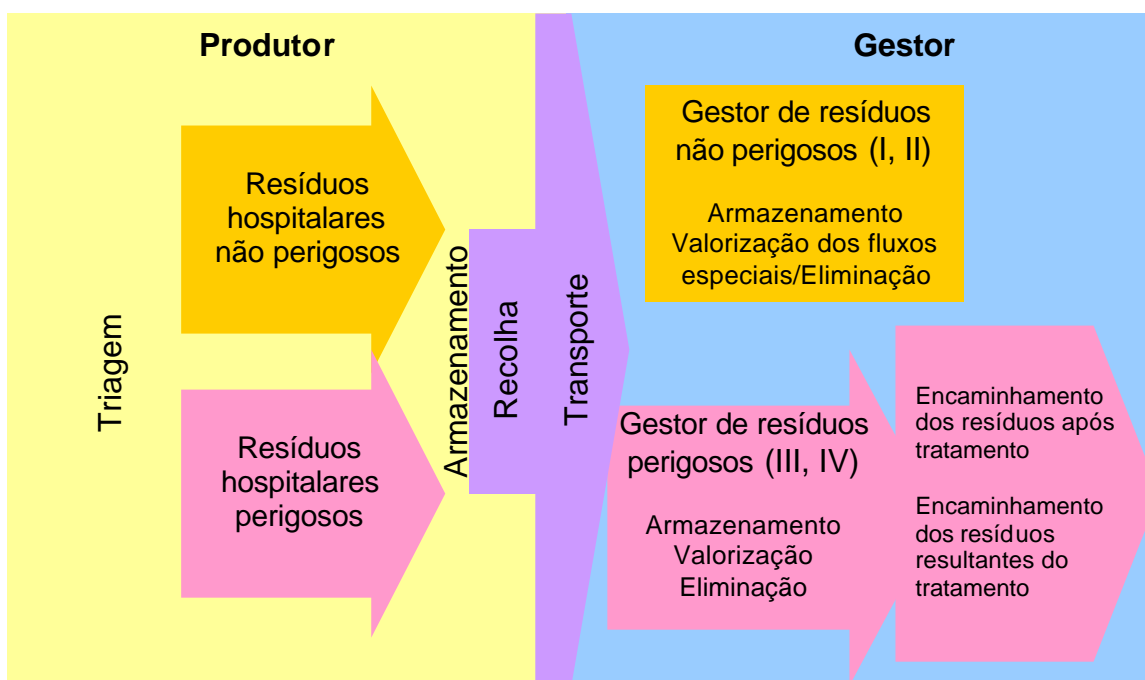 Produtor
Triagem
Resíduos
hospitalares
não perigosos
Resíduos
hospitalares
perigosos
Armazenamento
Recolha
Transporte
Gestor
Gestor de resíduos
não perigosos (I, II)
Armazenamento
Valorização dos fluxos
especiais/Eliminação
Gestor de resíduos
perigosos (III, IV)
Armazenamento
Valorização
Eliminação
Encaminhamento
dos resíduos após
tratamento
Encaminhamento
dos resíduos
resultantes do
tratamento